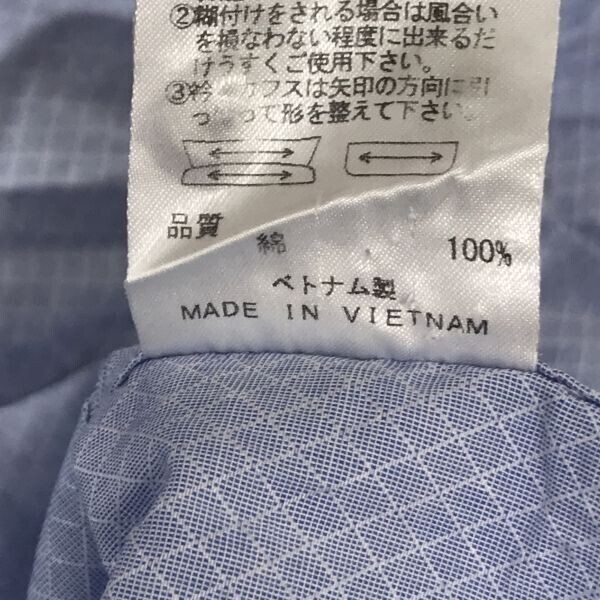 ②糊付けをされる場合は風合い
を損なわない程度に出来るだ
けうすくご使用下さい。
③衿・カフスは矢印の方向に引
っ って形を整えて下さい
品質 綿 100%
ベトナム製
MADE IN VIETNAM